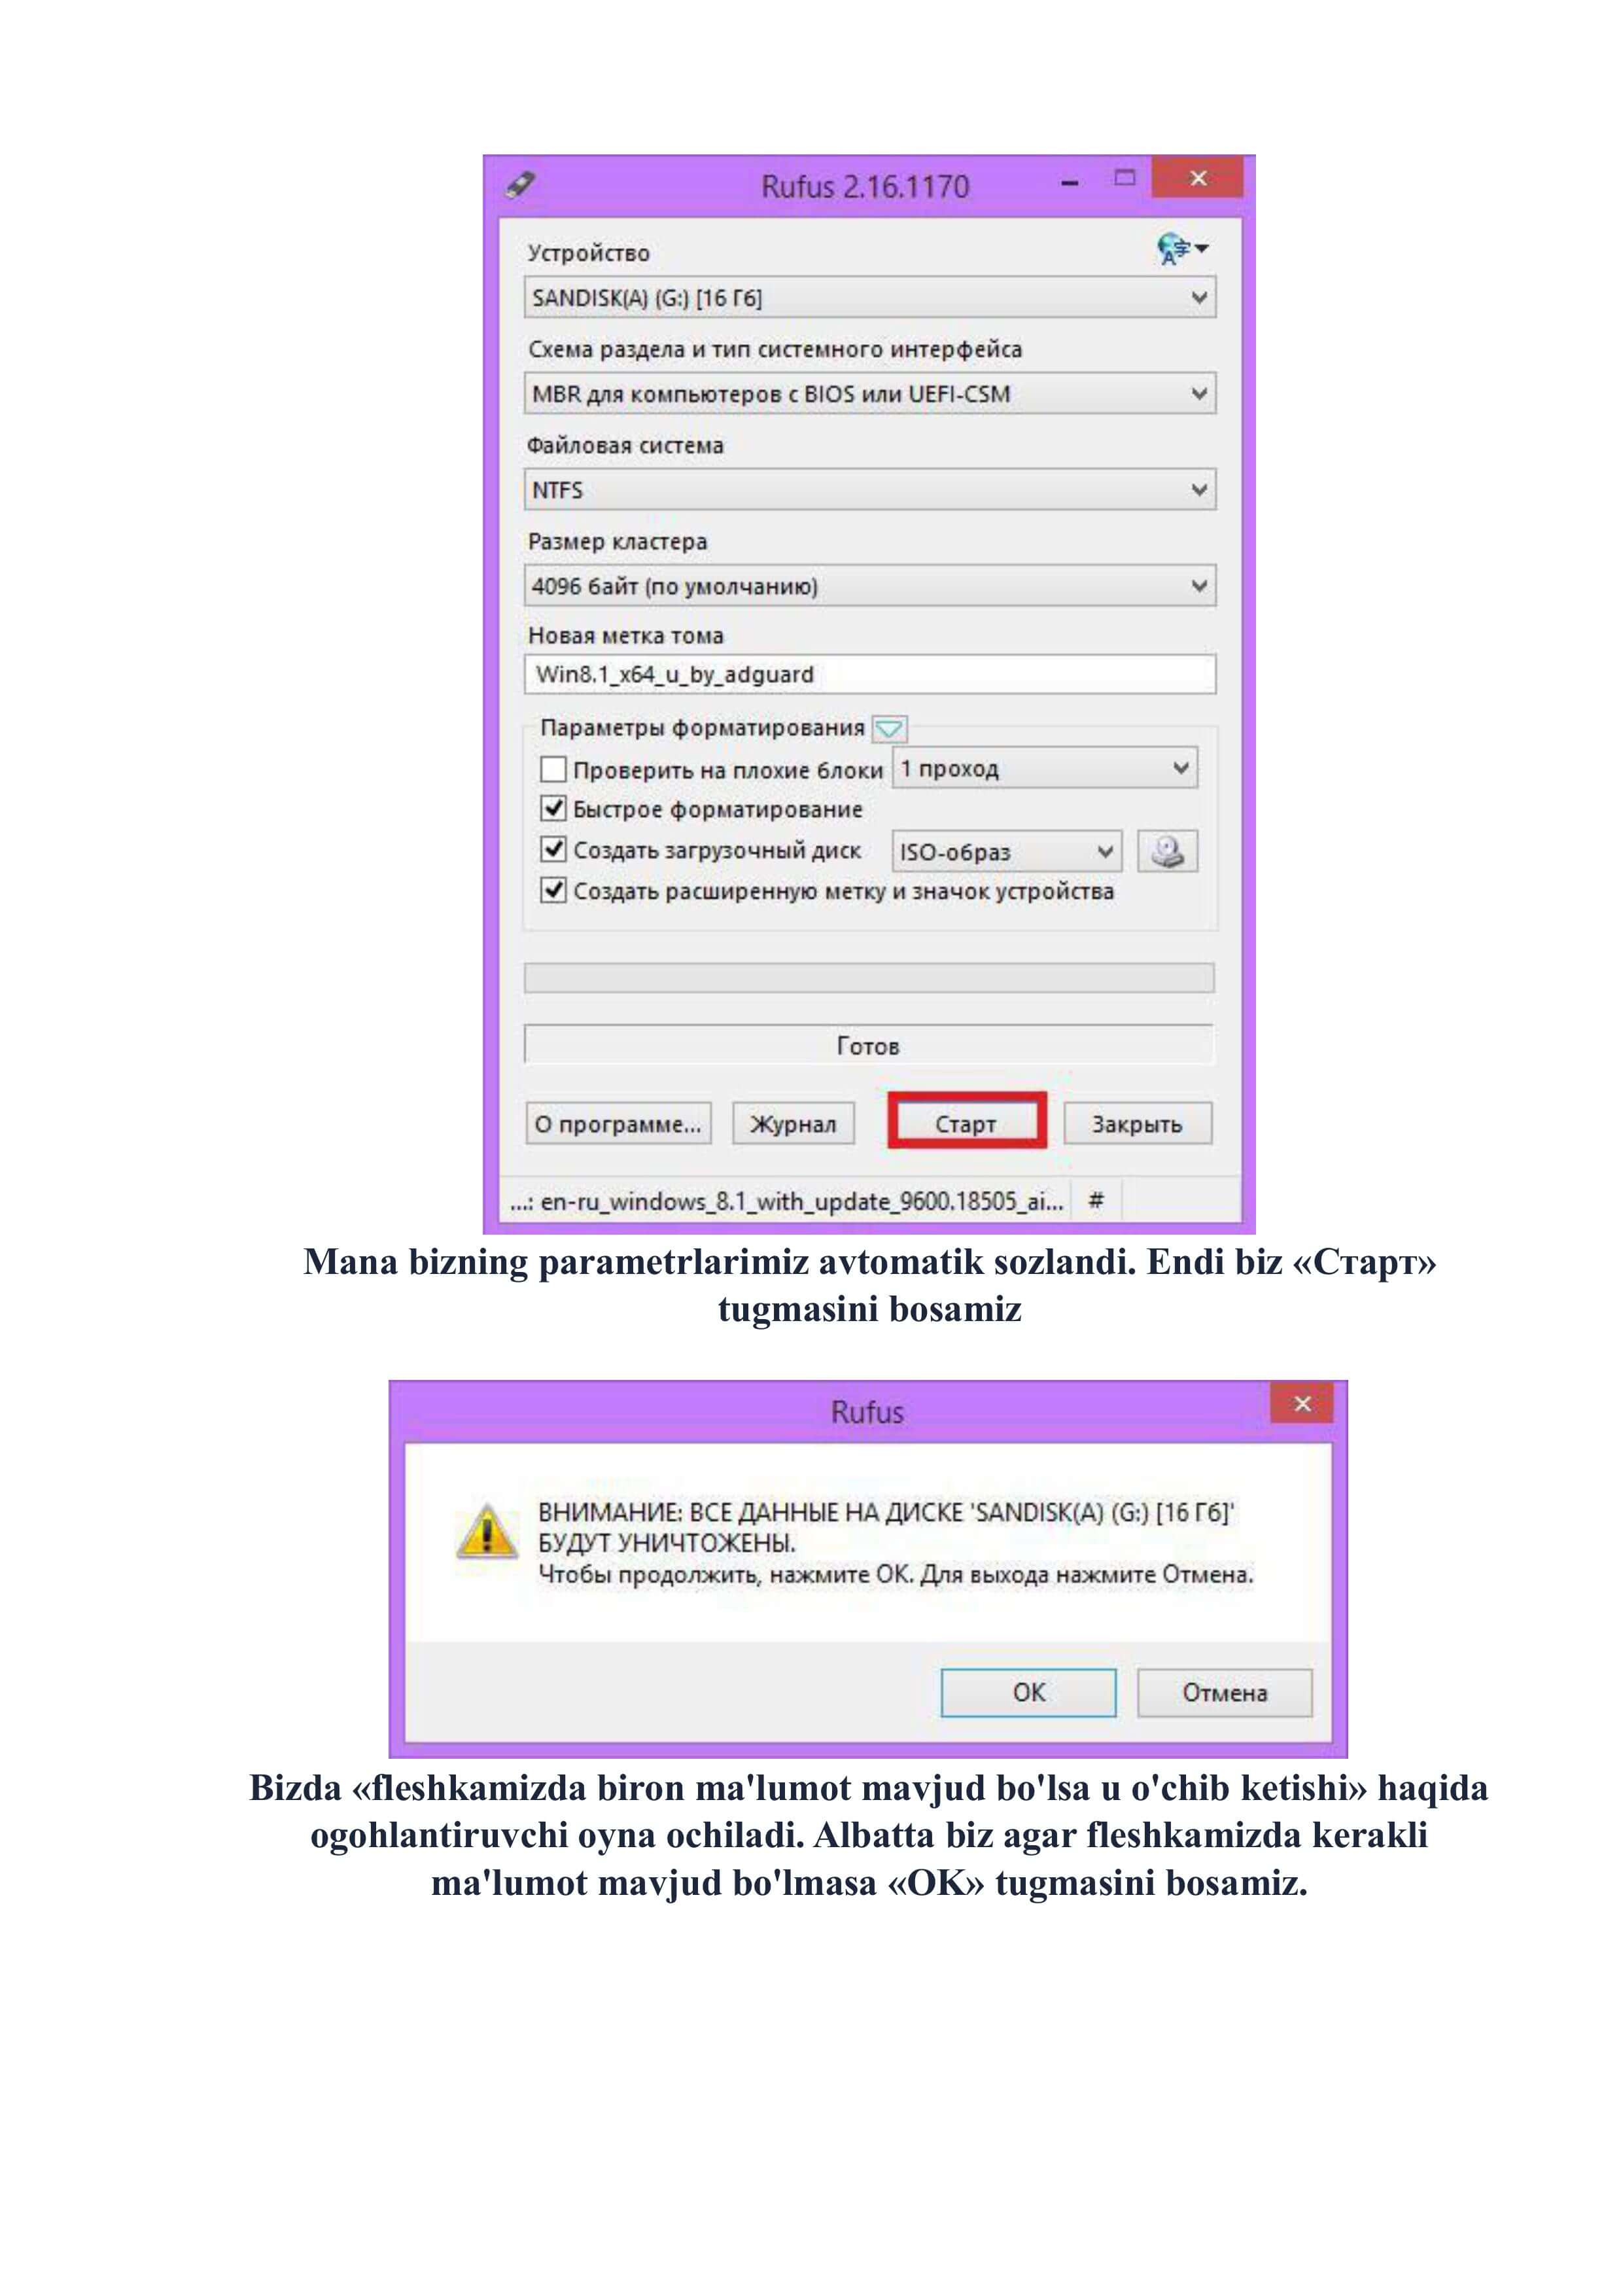 Rufus 2.16.1170
Устройство
SANDISK(A) (G:) [16 Гб]
Схема раздела и тип системного интерфейса
MBR для компьютеров с BIOS или UEFI-CSM
Файловая система
NTFS
Размер кластера
4096 байт (по умолчанию)
Новая метка тома
Win8.1_x64_u_by_adguard
Параметры форматирования
Проверить на плохие блоки 1 проход
Быстрое форматирование
Создать загрузочный диск ISO-образ
Создать расширенную метку и значок устройства
Готов
О программе... Журнал Старт Закрыть
...: en-ru_windows_8.1_with_update_9600.18505_ai... #
Mana bizning parametrlarimiz avtomatik sozlandi. Endi biz «Старт»
tugmasini bosamiz
Rufus
ВНИМАНИЕ: ВСЕ ДАННЫЕ НА ДИСКЕ 'SANDISK(A) (G:) [16 Гб]'
БУДУТ УНИЧТОЖЕНЫ.
Чтобы продолжить, нажмите ОК. Для выхода нажмите Отмена.
ОК Отмена
Bizda «fleshkamizda biron ma'lumot mavjud bo'lsa u o'chib ketishi» haqida
ogohlantiruvchi oyna ochiladi. Albatta biz agar fleshkamizda kerakli
ma'lumot mavjud bo'lmasa «OK» tugmasini bosamiz.